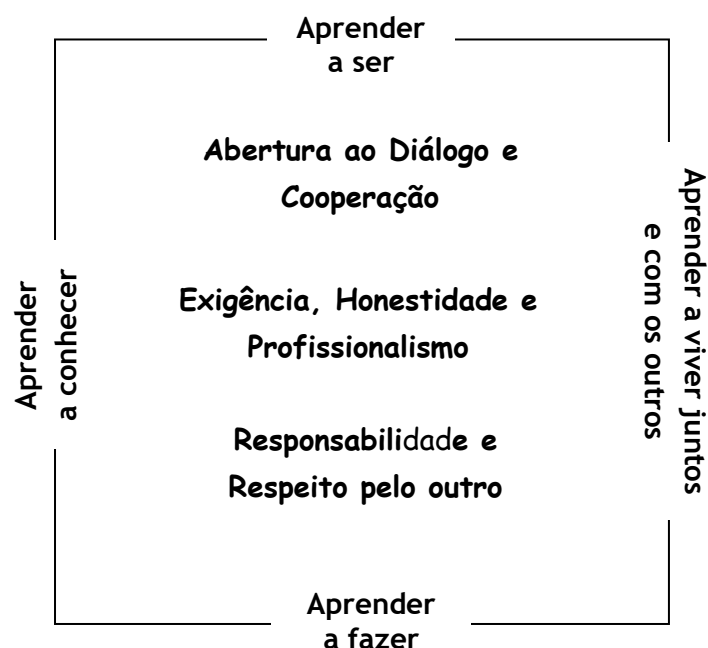 Aprender
a ser
Abertura ao Diálogo e
Cooperação
Aprender
a conhecer
Exigência, Honestidade e
Profissionalismo
Aprender a viver juntos
e com os outros
Responsabilidade e
Respeito pelo outro
Aprender
a fazer